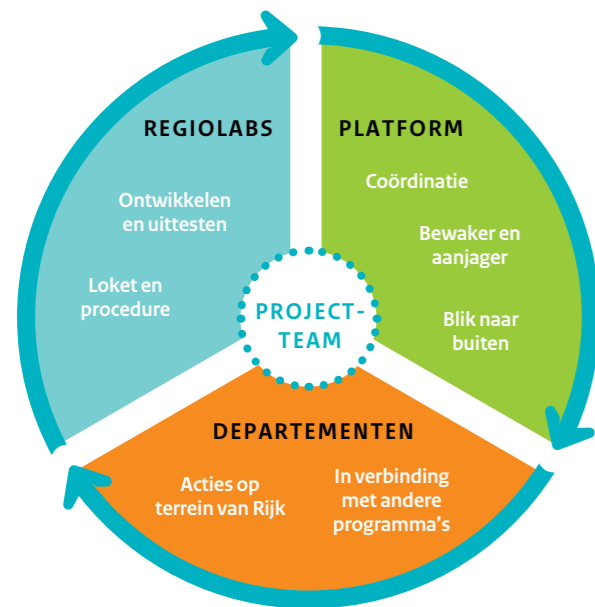 REGIOLABS
Ontwikkelen
en uittesten
Loket en
procedure
PLATFORM
Coördinatie
Bewaker en
aanjager
Blik naar
buiten
PROJECT-
TEAM
DEPARTEMENTEN
Acties op
terrein van Rijk
In verbinding
met andere
programma's